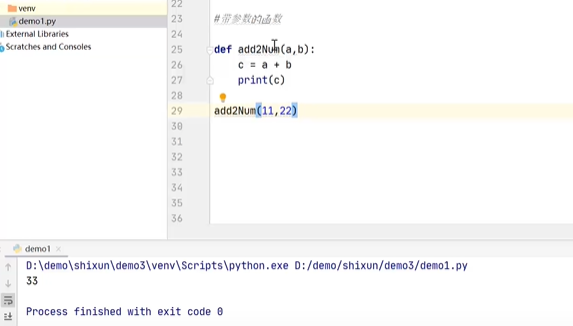 venv
demo1.py
External Libraries
Scratches and Consoles
22
23 #带参数的函数
24
25 def add2Num(a,b):
26 c = a + b
27 print(c)
28
29 add2Num(11,22)
30
31
32
33
34
35
36
demo1
D:\demo\shixun\demo3\venv\Scripts\python.exe D:/demo/shixun/demo3/demo1.py
33
Process finished with exit code 0